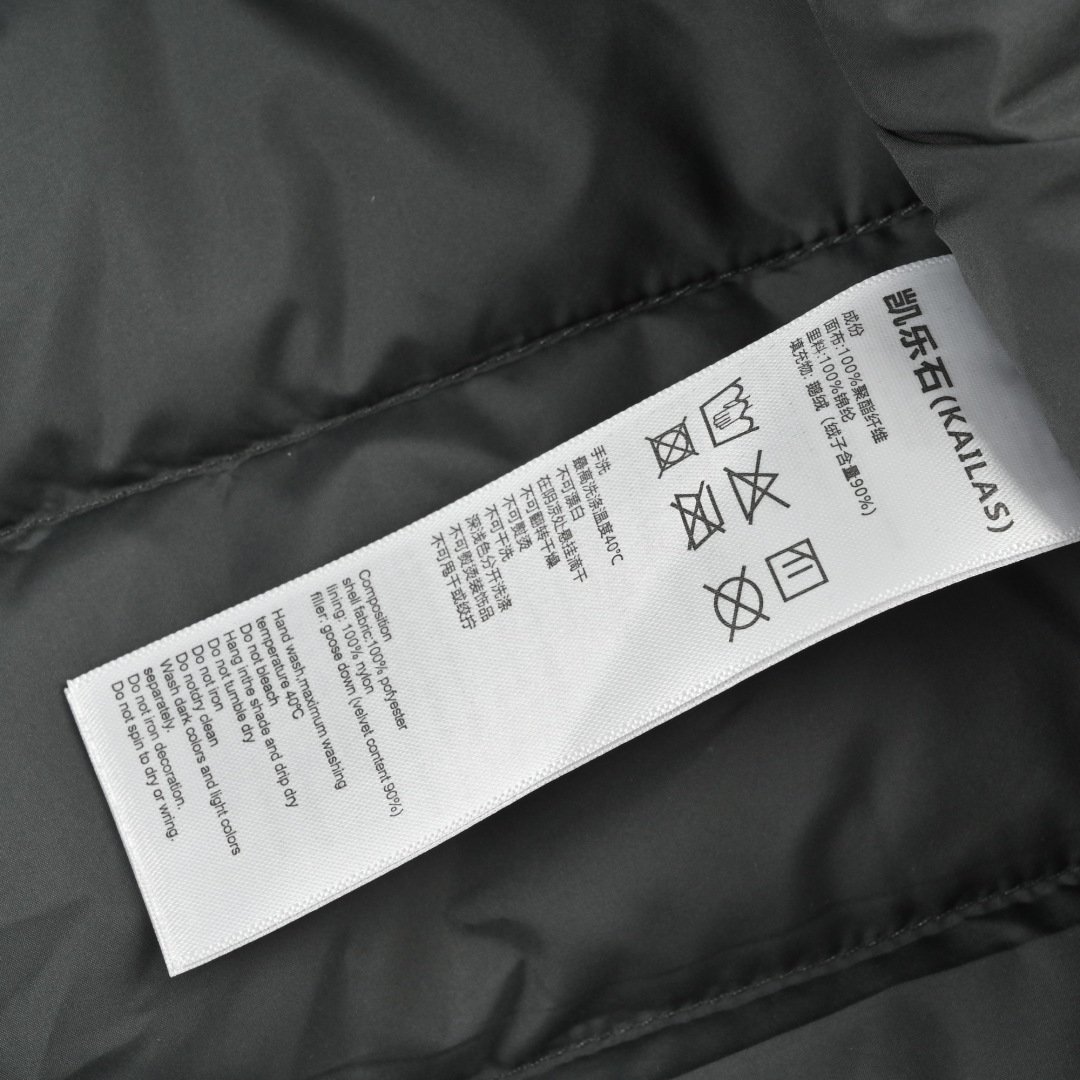 凯乐石(KAILAS)
成份
面布:100%聚酯纤维
里料:100%锦纶
填充物: 鹅绒（绒子含量90%）
手洗
最高洗涤温度40℃
不可漂白
在阴凉处悬挂滴干
不可翻转干燥
不可熨烫
不可干洗
深浅色分开洗涤
不可熨烫装饰品
不可甩干或绞拧
Composition
shell fabric:100% polyester
lining: 100% nylon
filler: goose down (velvet content 90%)
Hand wash,maximum washing
temperature 40℃
Do not bleach
Hang inthe shade and drip dry
Do not tumble dry
Do not iron
Do notdry clean
Wash dark colors and light colors
separately.
Do not iron decoration.
Do not spin to dry or wring.